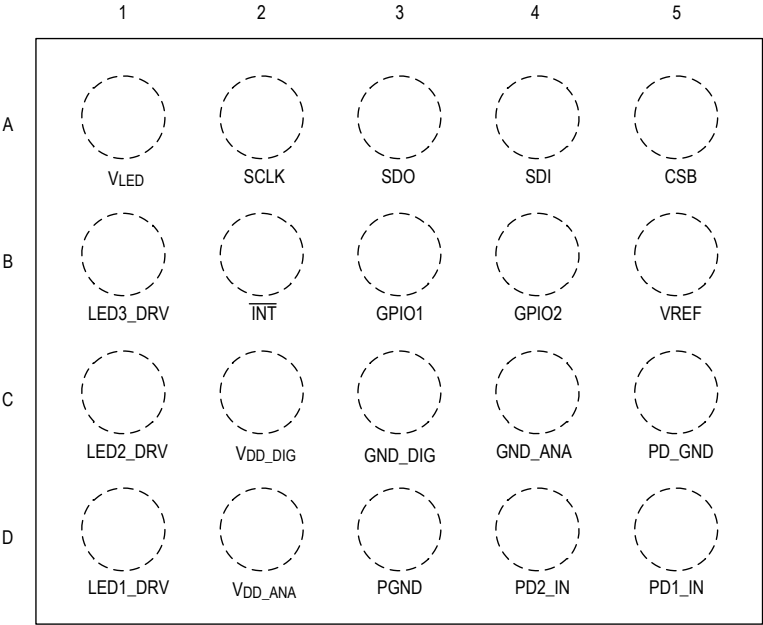 1 2 3 4 5
A
VLED SCLK SDO SDI CSB
B
LED3_DRV INT GPIO1 GPIO2 VREF
C
LED2_DRV VDD_DIG GND_DIG GND_ANA PD_GND
D
LED1_DRV VDD_ANA PGND PD2_IN PD1_IN